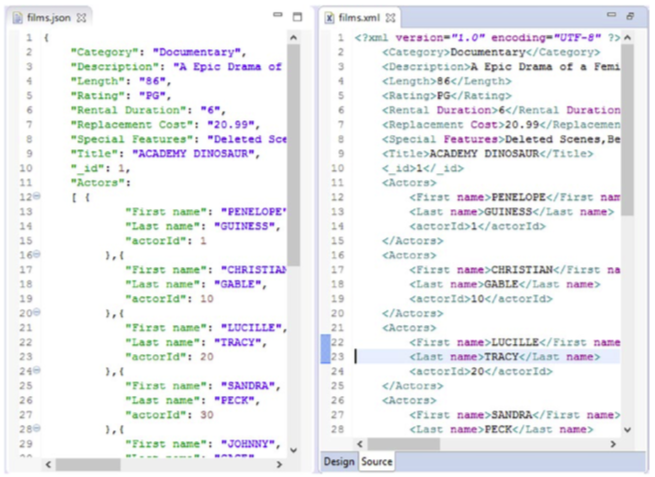 films.json
1 {
2 "Category": "Documentary",
3 "Description": "A Epic Drama of
4 "Length": "86",
5 "Rating": "PG",
6 "Rental Duration": "6",
7 "Replacement Cost": "20.99",
8 "Special Features": "Deleted Sce
9 "Title": "ACADEMY DINOSAUR",
10 "_id": 1,
11 "Actors":
12 [ {
13 "First name": "PENELOPE"
14 "Last name": "GUINESS",
15 "actorId": 1
16 },{
17 "First name": "CHRISTIAN
18 "Last name": "GABLE",
19 "actorId": 10
20 },{
21 "First name": "LUCILLE",
22 "Last name": "TRACY",
23 "actorId": 20
24 },{
25 "First name": "SANDRA",
26 "Last name": "PECK",
27 "actorId": 30
28 },{
29 "First name": "JOHNNY",
films.xml
1 <?xml version="1.0" encoding="UTF-8" ?>
2 <Category>Documentary</Category>
3 <Description>A Epic Drama of a Femi
4 <Length>86</Length>
5 <Rating>PG</Rating>
6 <Rental Duration>6</Rental Duration
7 <Replacement Cost>20.99</Replacemen
8 <Special Features>Deleted Scenes,Be
9 <Title>ACADEMY DINOSAUR</Title>
10 <_id>1</_id>
11 <Actors>
12 <First name>PENELOPE</First nam
13 <Last name>GUINESS</Last name>
14 <actorId>1</actorId>
15 </Actors>
16 <Actors>
17 <First name>CHRISTIAN</First na
18 <Last name>GABLE</Last name>
19 <actorId>10</actorId>
20 </Actors>
21 <Actors>
22 <First name>LUCILLE</First name
23 <Last name>TRACY</Last name>
24 <actorId>20</actorId>
25 </Actors>
26 <Actors>
27 <First name>SANDRA</First name>
28 <Last name>PECK</Last name>
Design Source